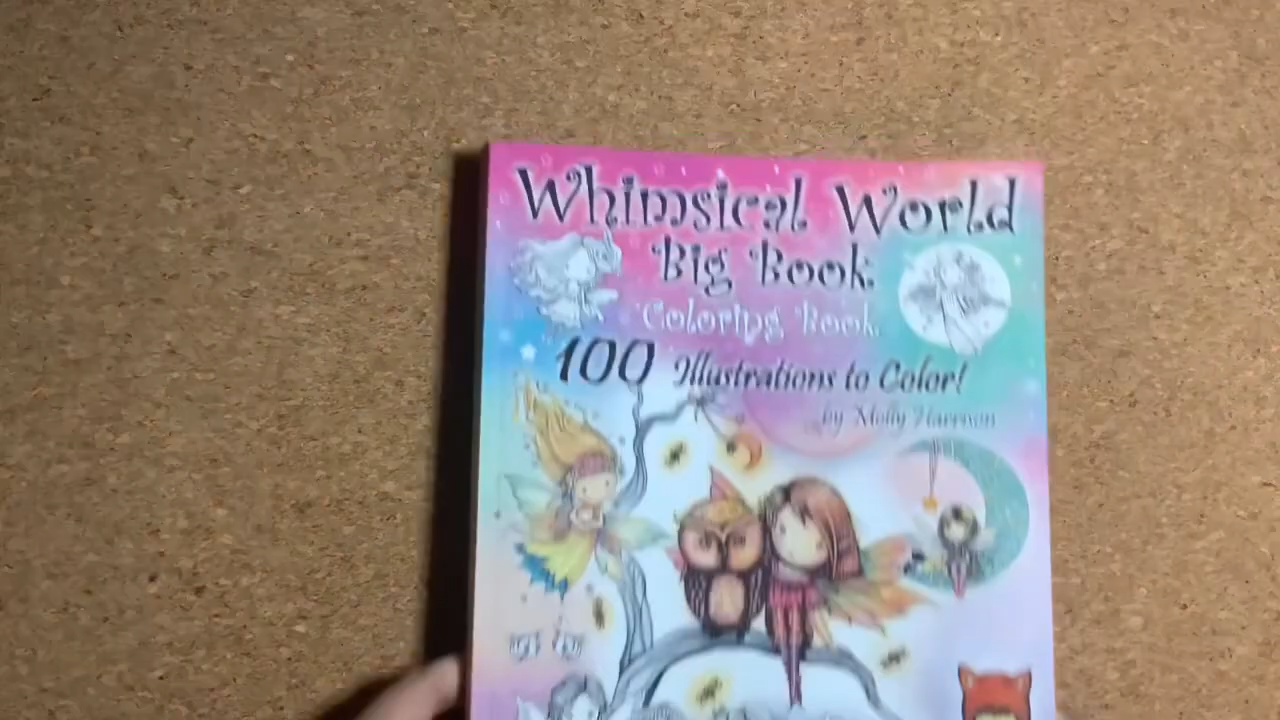 Whimsical World
Big Book
Coloring Book
100 Illustrations to Color!
by Molly Harrison